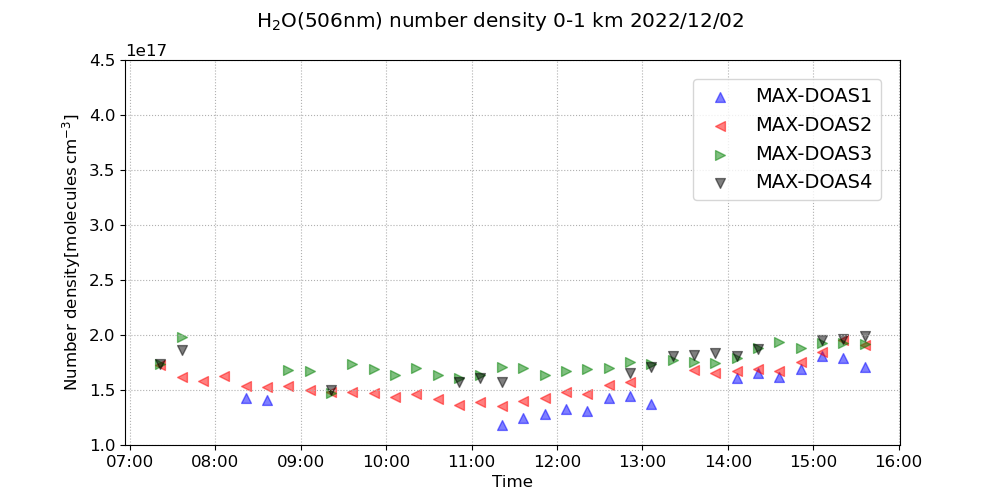 H₂O(506nm) number density 0-1 km 2022/12/02
1e17
4.5
4.0
3.5
3.0
2.5
2.0
1.5
1.0
Number density[molecules cm⁻³]
MAX-DOAS1
MAX-DOAS2
MAX-DOAS3
MAX-DOAS4
07:00 08:00 09:00 10:00 11:00 12:00 13:00 14:00 15:00 16:00
Time